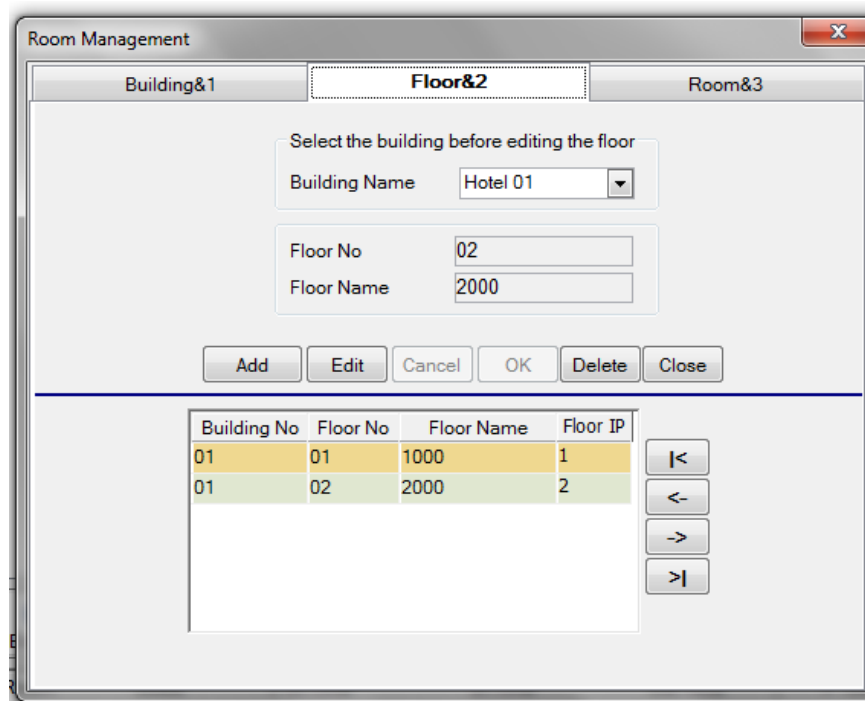 Room Management
x
Building&1 Floor&2 Room&3
Select the building before editing the floor
Building Name Hotel 01
Floor No 02
Floor Name 2000
Add Edit Cancel OK Delete Close
Building No Floor No Floor Name Floor IP
01 01 1000 1
01 02 2000 2
|<
<-
->
>|